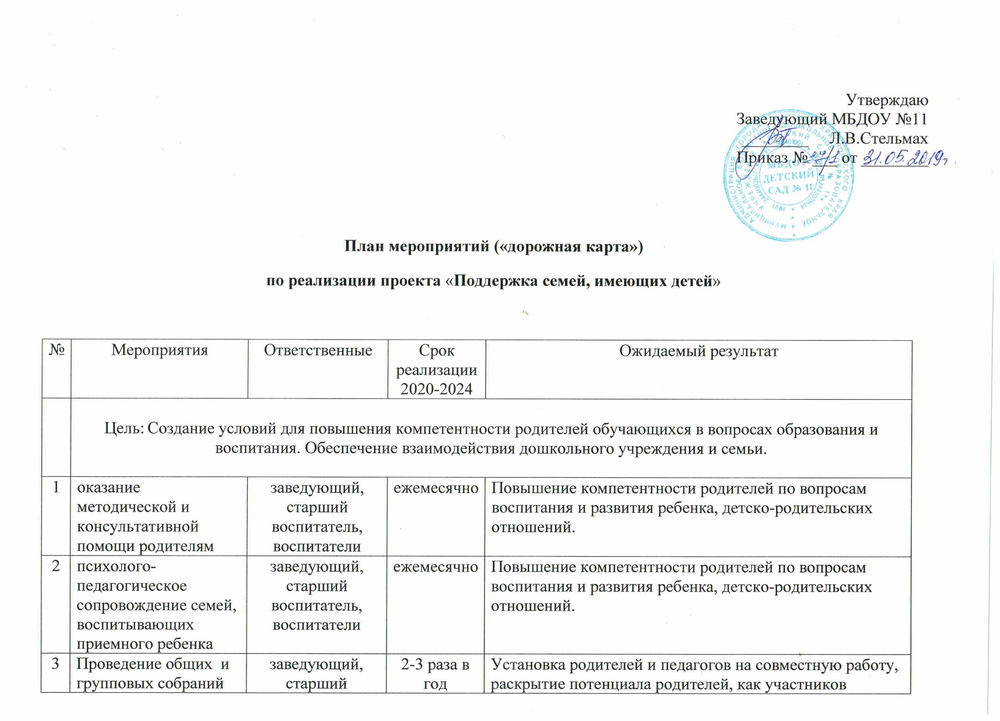 Утверждаю
Заведующий МБДОУ №11
Л.В.Стельмах
Приказ № 27/1 от 31.05.2019г
МБДОУ
ДЕТСКИЙ
САД № 11
План мероприятий («дорожная карта»)
по реализации проекта «Поддержка семей, имеющих детей»
№
Мероприятия
Ответственные
Срок
реализации
2020-2024
Ожидаемый результат
Цель: Создание условий для повышения компетентности родителей обучающихся в вопросах образования и
воспитания. Обеспечение взаимодействия дошкольного учреждения и семьи.
1
оказание
методической и
консультативной
помощи родителям
заведующий,
старший
воспитатель,
воспитатели
ежемесячно
Повышение компетентности родителей по вопросам
воспитания и развития ребенка, детско-родительских
отношений.
2
психолого-
педагогическое
сопровождение семей,
воспитывающих
приемного ребенка
заведующий,
старший
воспитатель,
воспитатели
ежемесячно
Повышение компетентности родителей по вопросам
воспитания и развития ребенка, детско-родительских
отношений.
3
Проведение общих и
групповых собраний
заведующий,
старший
2-3 раза в
год
Установка родителей и педагогов на совместную работу,
раскрытие потенциала родителей, как участников